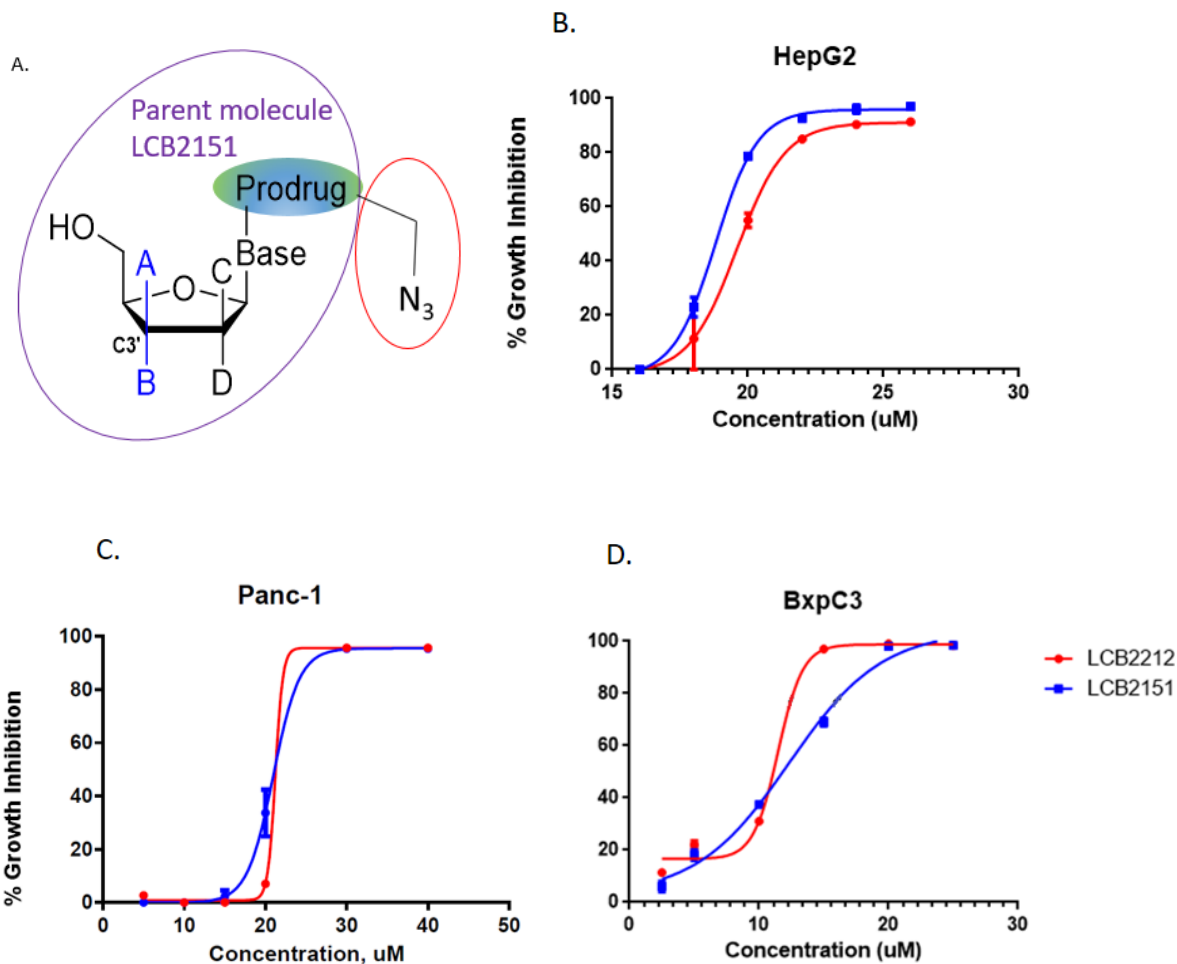 A.
Parent molecule
LCB2151
Prodrug
HO
A
C
Base
O
N3
C3'
B
D
B.
HepG2
% Growth Inhibition
100
80
60
40
20
0
15
20
25
30
Concentration (uM)
C.
Panc-1
% Growth Inhibition
100
80
60
40
20
0
0
10
20
30
40
50
Concentration, uM
D.
BxpC3
100
80
60
40
20
0
0
10
20
30
Concentration (uM)
LCB2212
LCB2151